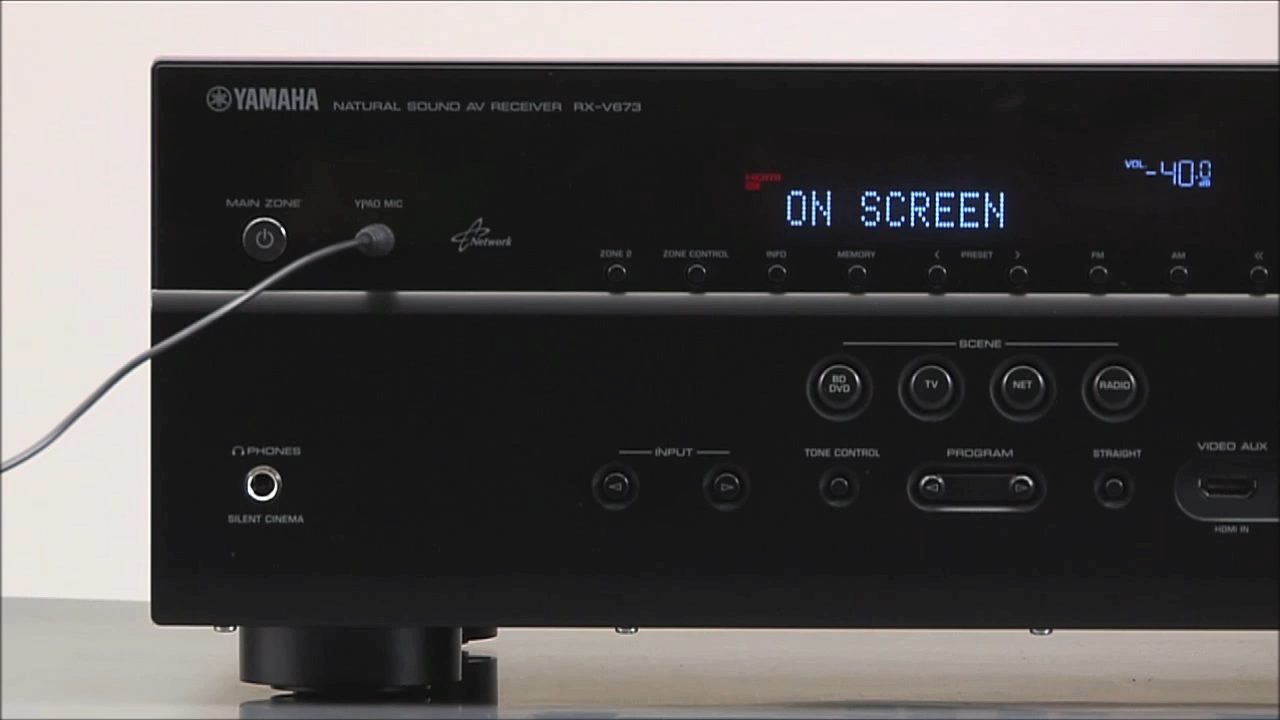 YAMAHA NATURAL SOUND AV RECEIVER RX-V673
VOL. -40.0 dB
HDMI
ON SCREEN
MAIN ZONE YPAO MIC
Network
ZONE 2 ZONE CONTROL INFO MEMORY < PRESET > FM AM <<
SCENE
BD DVD TV NET RADIO
PHONES INPUT TONE CONTROL PROGRAM STRAIGHT VIDEO AUX
SILENT CINEMA HDMI IN